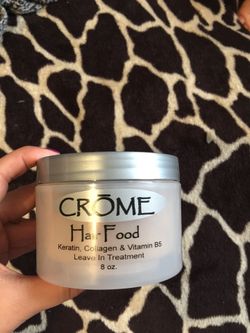 CRŌME
Hair Food
Keratin, Collagen & Vitamin B5
Leave In Treatment
8 oz.